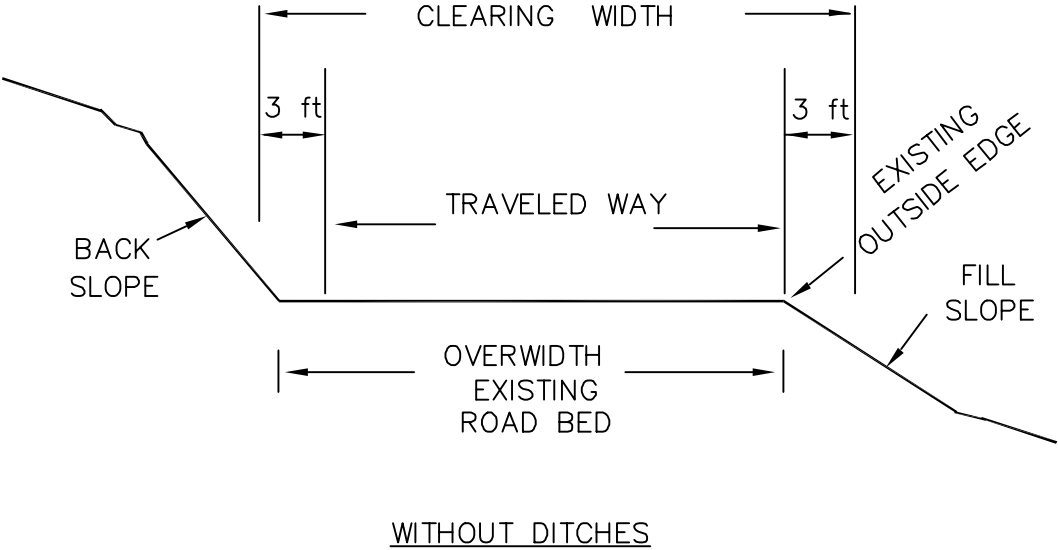 CLEARING WIDTH
3 ft
3 ft
EXISTING
OUTSIDE EDGE
TRAVELED WAY
BACK
SLOPE
FILL
SLOPE
OVERWIDTH
EXISTING
ROAD BED
WITHOUT DITCHES